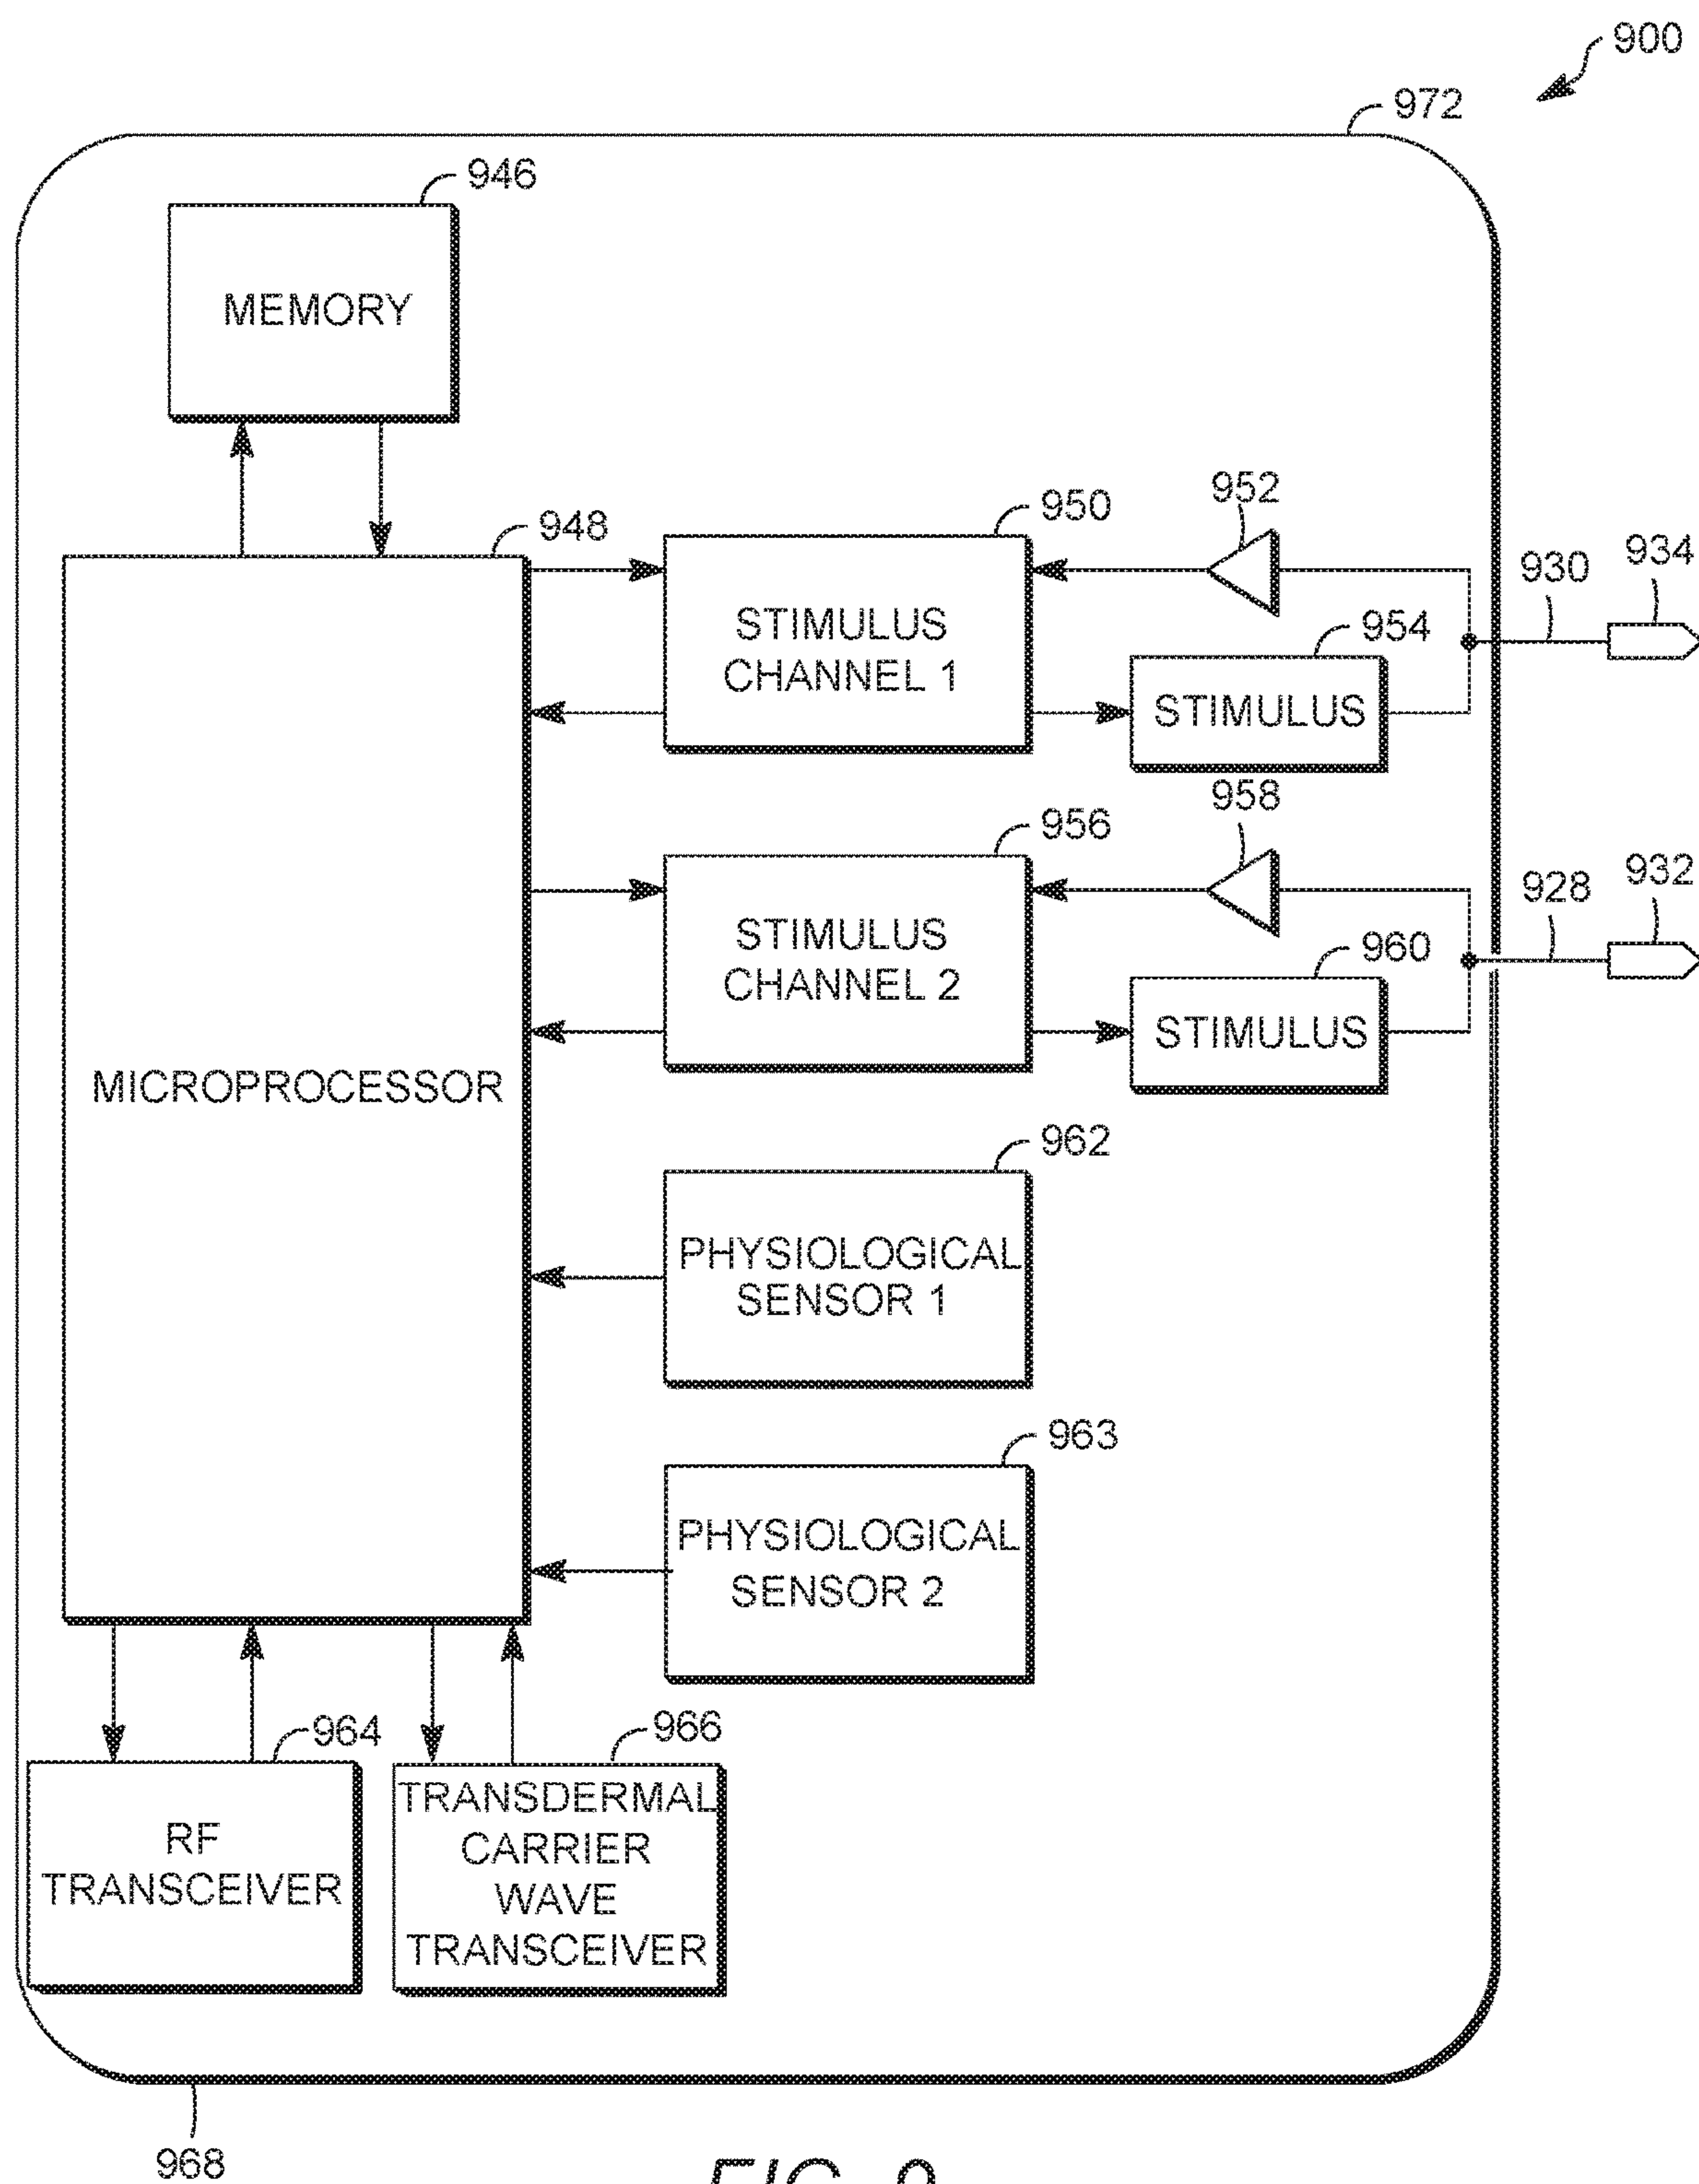 900
972
946
MEMORY
948
950
952
934
930
STIMULUS
CHANNEL 1
954
STIMULUS
958
956
932
928
STIMULUS
CHANNEL 2
960
STIMULUS
MICROPROCESSOR
962
PHYSIOLOGICAL
SENSOR 1
963
PHYSIOLOGICAL
SENSOR 2
964
966
RF
TRANSCEIVER
TRANSDERMAL
CARRIER
WAVE
TRANSCEIVER
968
FIG. 9